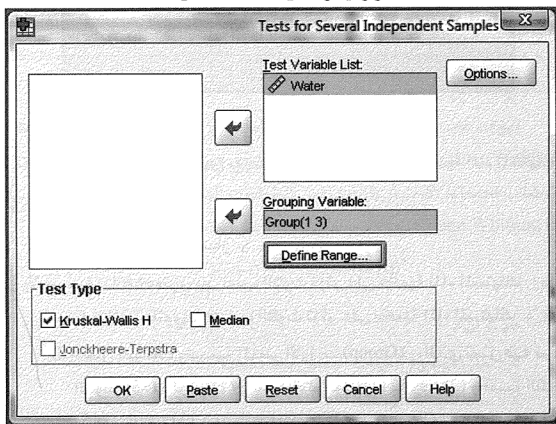 Tests for Several Independent Samples
Test Variable List:
Water
Options...
Grouping Variable:
Group(1 3)
Define Range...
Test Type
Kruskal-Wallis H
Median
Jonckheere-Terpstra
OK
Paste
Reset
Cancel
Help